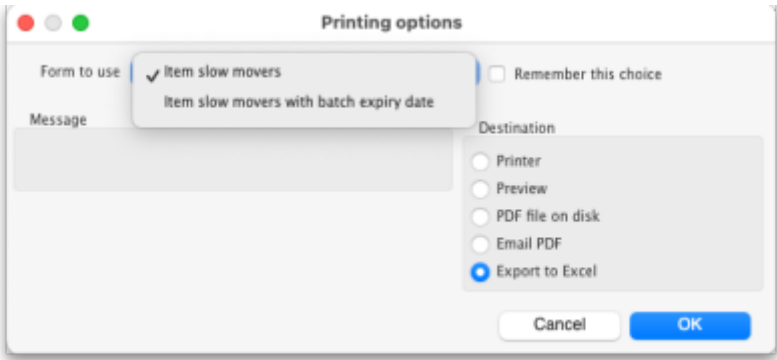 Printing options
Form to use
✓ Item slow movers
Item slow movers with batch expiry date
Remember this choice
Message
Destination
Printer
Preview
PDF file on disk
Email PDF
Export to Excel
Cancel
OK